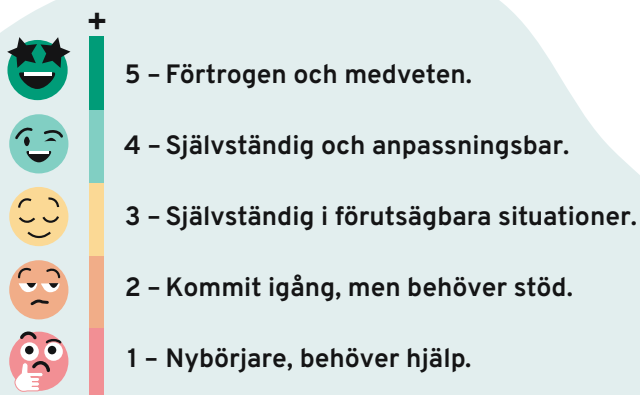 +
5 – Förtrogen och medveten.
4 – Självständig och anpassningsbar.
3 – Självständig i förutsägbara situationer.
2 – Kommit igång, men behöver stöd.
1 – Nybörjare, behöver hjälp.